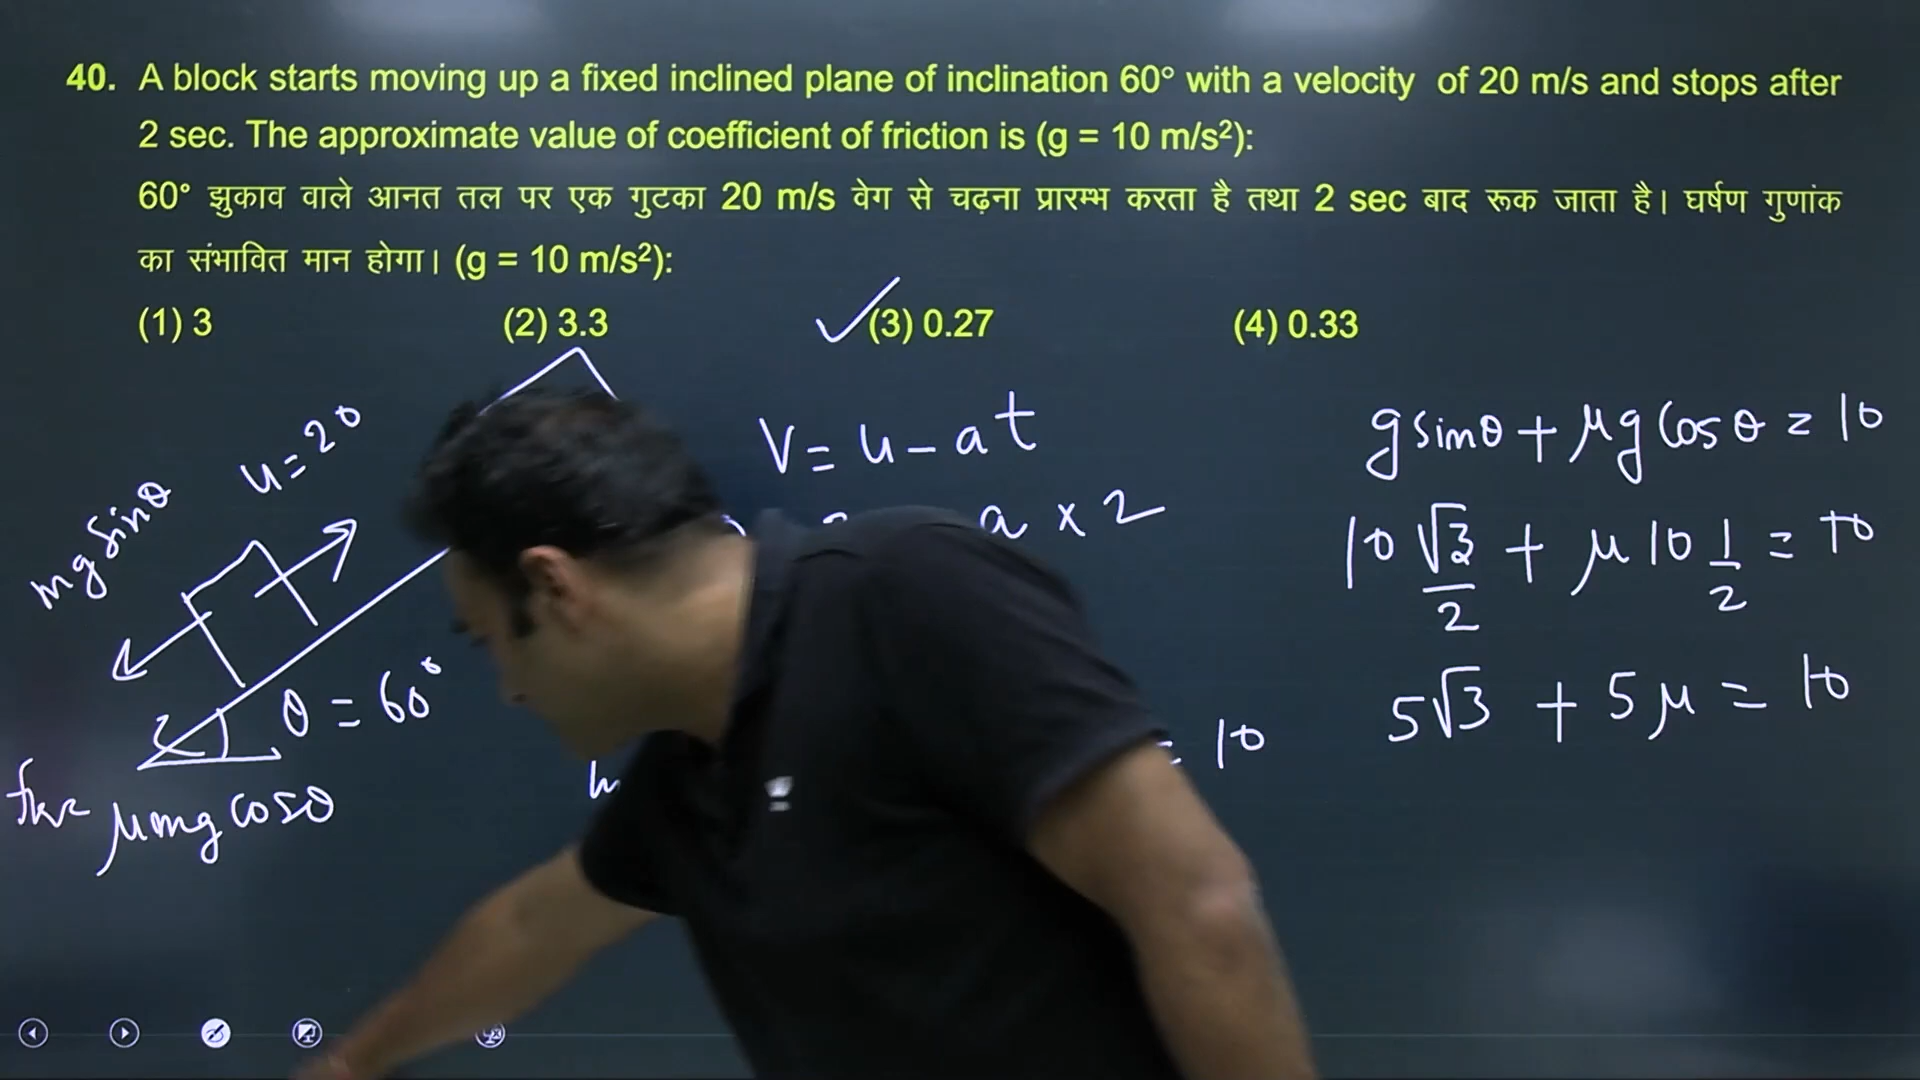 40. A block starts moving up a fixed inclined plane of inclination 60° with a velocity of 20 m/s and stops after
2 sec. The approximate value of coefficient of friction is (g = 10 m/s²):
60° झुकाव वाले आनत तल पर एक गुटका 20 m/s वेग से चढ़ना प्रारम्भ करता है तथा 2 sec बाद रूक जाता है। घर्षण गुणांक
का संभावित मान होगा। (g = 10 m/s²):
(1) 3 (2) 3.3 (3) 0.27 (4) 0.33
mg sinθ
u = 20
θ = 60°
μmg cosθ
V = u - at
a × 2
= 10
g sinθ + μg cosθ = 10
10 √3/2 + μ 10 1/2 = 10
5√3 + 5μ = 10